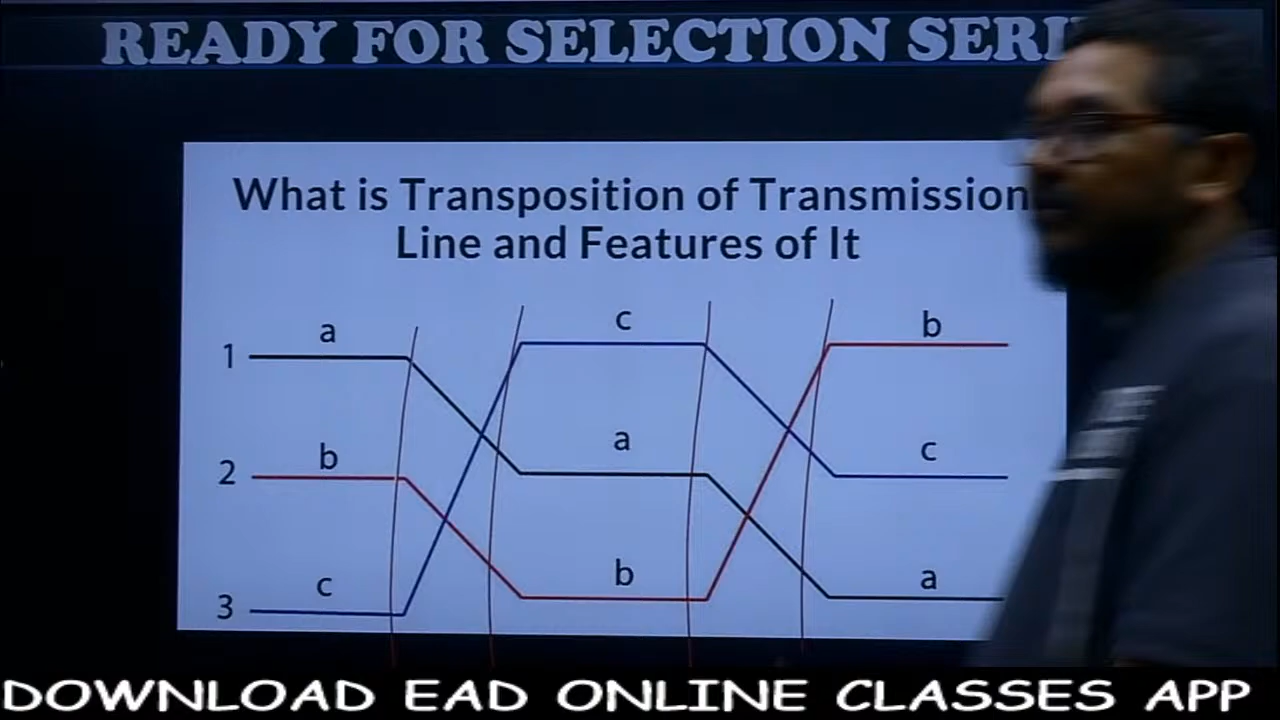 READY FOR SELECTION
What is Transposition of Transmission
Line and Features of It
a c b
1
b a c
2
c b a
3
DOWNLOAD EAD ONLINE CLASSES APP